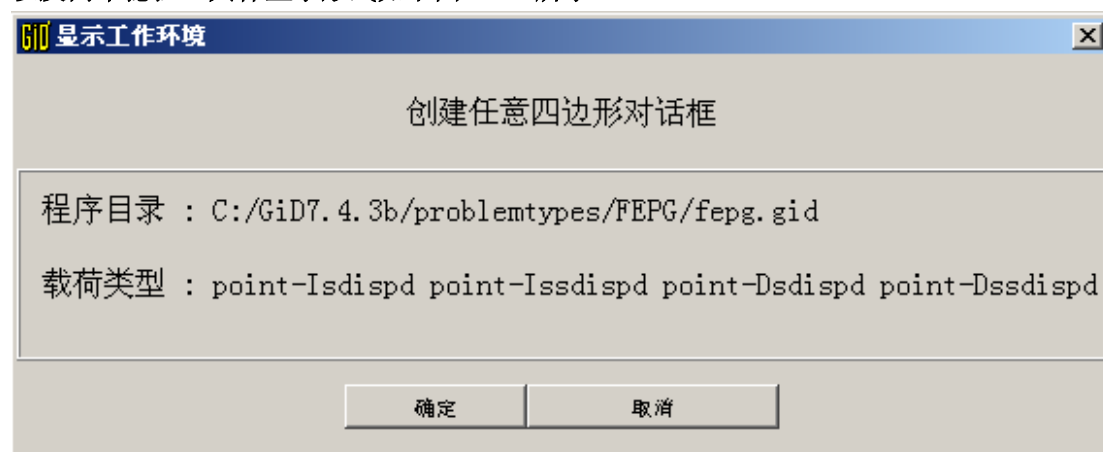 GiD 显示工作环境
创建任意四边形对话框
程序目录 : C:/GiD7.4.3b/problemtypes/FEPG/fepg.gid
载荷类型 : point-Isdispd point-Issdispd point-Dsdispd point-Dssdispd
确定 取消